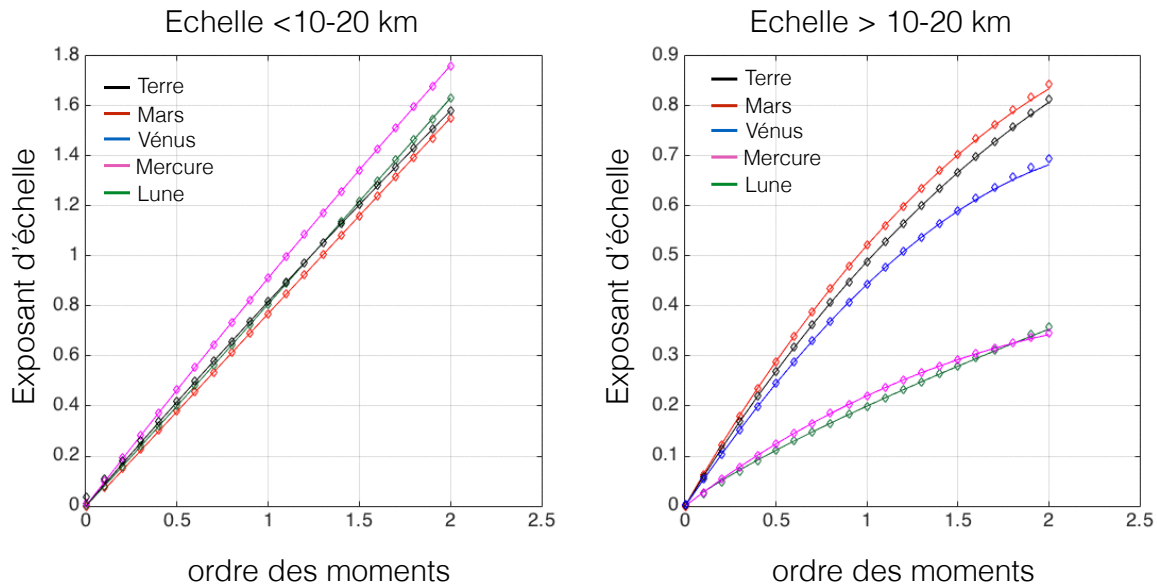 Echelle <10-20 km
1.8
1.6
1.4
1.2
1
0.8
0.6
0.4
0.2
0
0
0.5
1
1.5
2
2.5
Terre
Mars
Vénus
Mercure
Lune
Exposant d'échelle
ordre des moments
Echelle > 10-20 km
0.9
0.8
0.7
0.6
0.5
0.4
0.3
0.2
0.1
0
0
0.5
1
1.5
2
2.5
Terre
Mars
Vénus
Mercure
Lune
Exposant d'échelle
ordre des moments